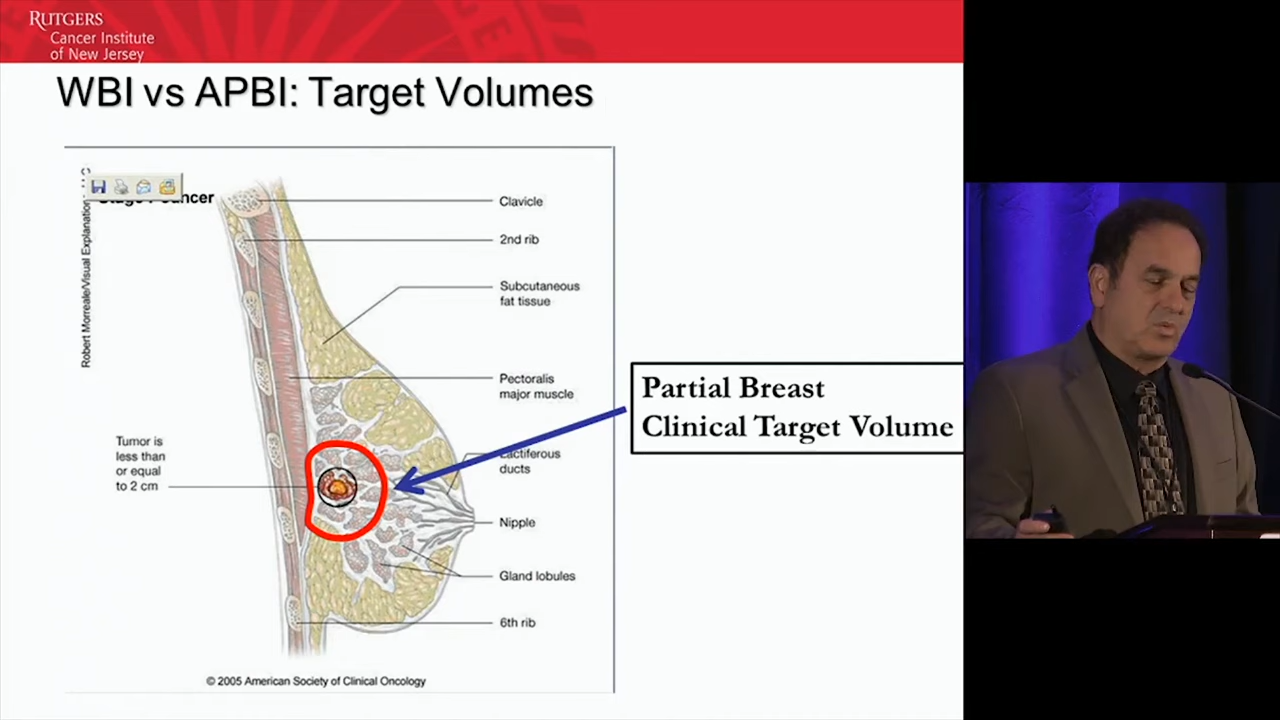 RUTGERS
Cancer Institute
of New Jersey
WBI vs APBI: Target Volumes
cancer
Robert Morreale/Visual Explanation
Clavicle
2nd rib
Subcutaneous
fat tissue
Pectoralis
major muscle
Partial Breast
Clinical Target Volume
Tumor is
less than
or equal
to 2 cm
Lactiferous
ducts
Nipple
Gland lobules
6th rib
© 2005 American Society of Clinical Oncology